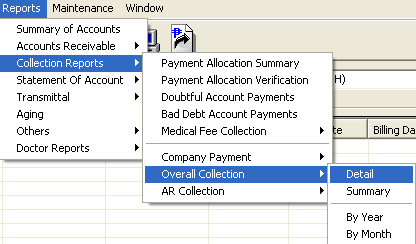 Reports Maintenance Window
Summary of Accounts
Accounts Receivable
Collection Reports
Statement Of Account
Transmittal
Aging
Others
Doctor Reports
Payment Allocation Summary
Payment Allocation Verification
Doubtful Account Payments
Bad Debt Account Payments
Medical Fee Collection
Company Payment
Overall Collection
AR Collection
Detail
Summary
By Year
By Month
H)
te
Billing Da